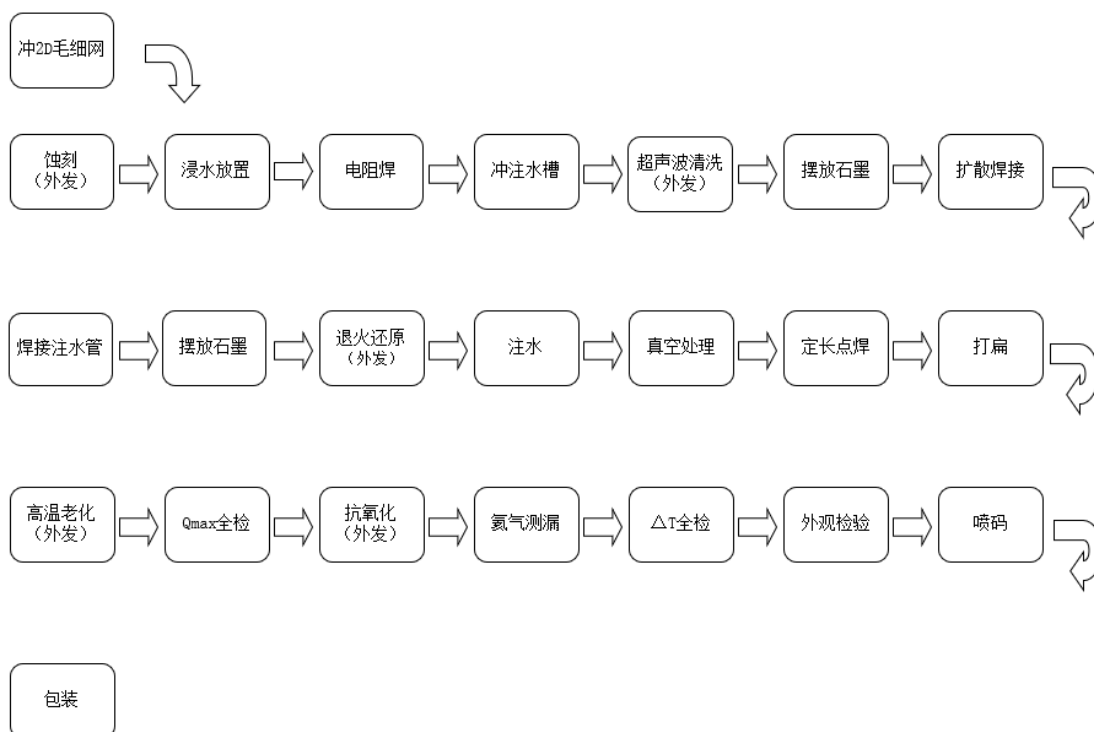 冲2D毛细网
蚀刻
（外发）
浸水放置
电阻焊
冲注水槽
超声波清洗
（外发）
摆放石墨
扩散焊接
焊接注水管
摆放石墨
退火还原
（外发）
注水
真空处理
定长点焊
打扁
高温老化
（外发）
Qmax全检
抗氧化
（外发）
氦气测漏
△T全检
外观检验
喷码
包装